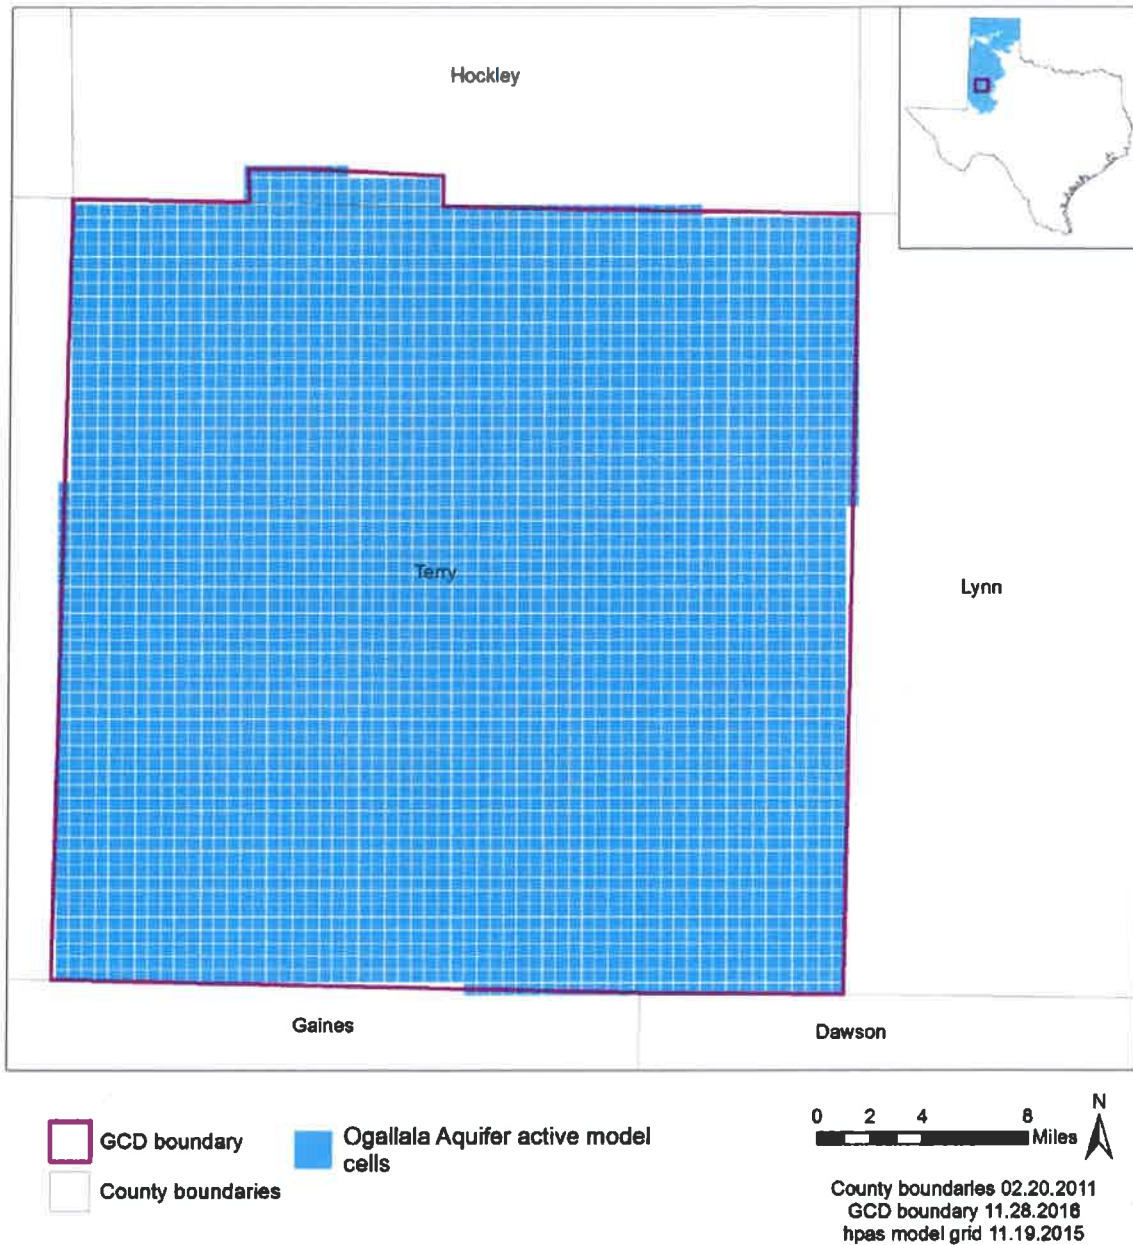 Hockley
Terry
Lynn
Gaines
Dawson
GCD boundary
County boundaries
Ogallala Aquifer active model
cells
0 2 4 8
Miles
N
County boundaries 02.20.2011
GCD boundary 11.28.2016
hpas model grid 11.19.2015